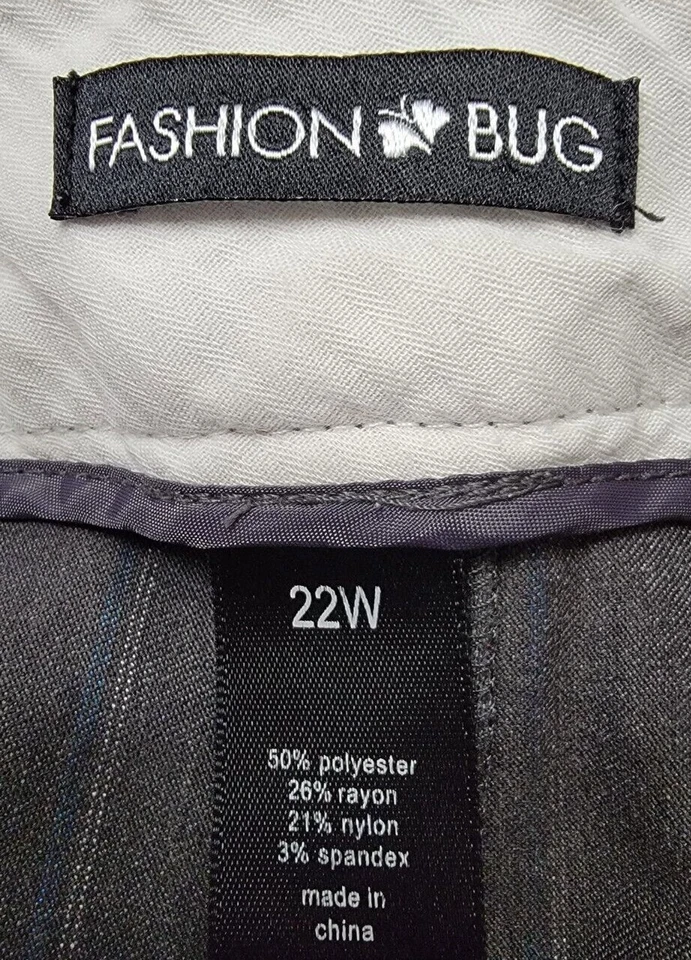 FASHION BUG
22W
50% polyester
26% rayon
21% nylon
3% spandex
made in
china